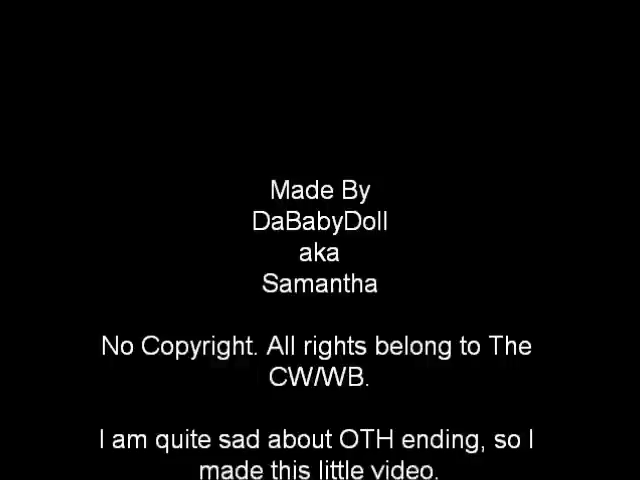 Made By
DaBabyDoll
aka
Samantha
No Copyright. All rights belong to The
CW/WB.
I am quite sad about OTH ending, so I
made this little video.